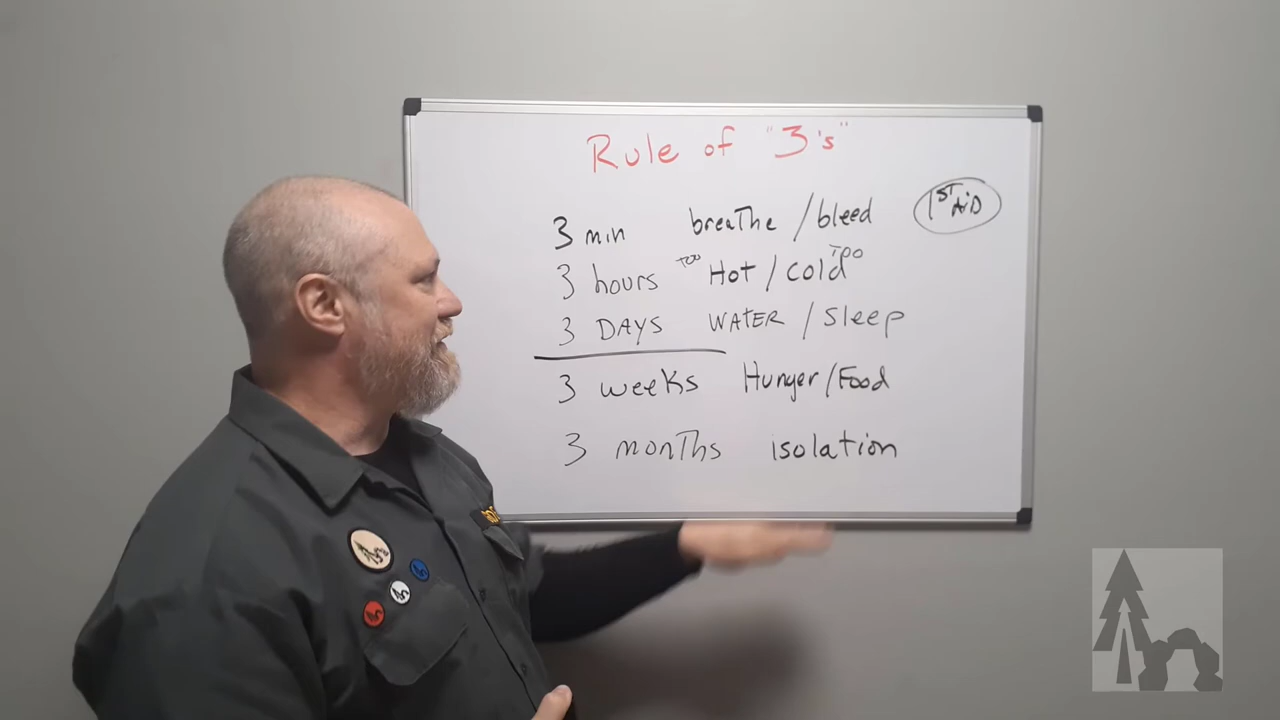 Rule of "3's"
3 min breathe / bleed 1ST AiD
3 hours TOO Hot / cold TOO
3 DAYS WATER / Sleep
3 weeks Hunger / Food
3 months isolation